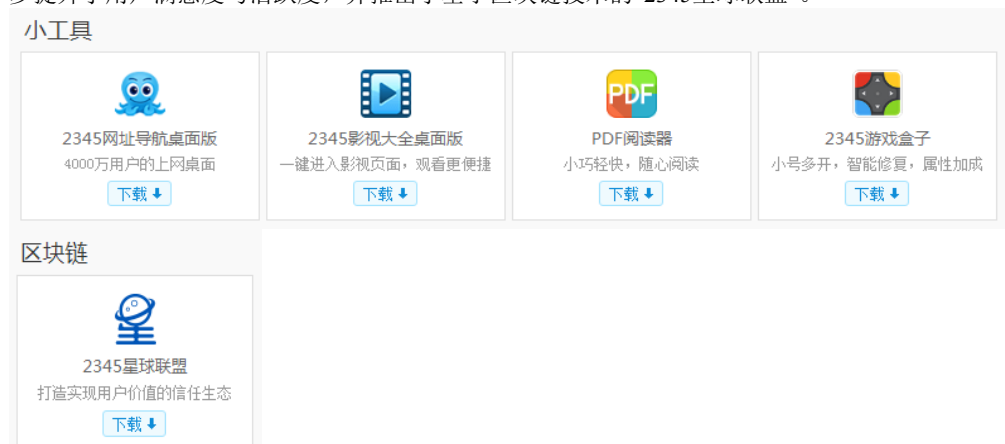 小工具
2345网址导航桌面版
4000万用户的上网桌面
下载
2345影视大全桌面版
一键进入影视页面，观看更便捷
下载
PDF
PDF阅读器
小巧轻快，随心阅读
下载
2345游戏盒子
小号多开，智能修复，属性加成
下载
区块链
星
2345星球联盟
打造实现用户价值的信任生态
下载